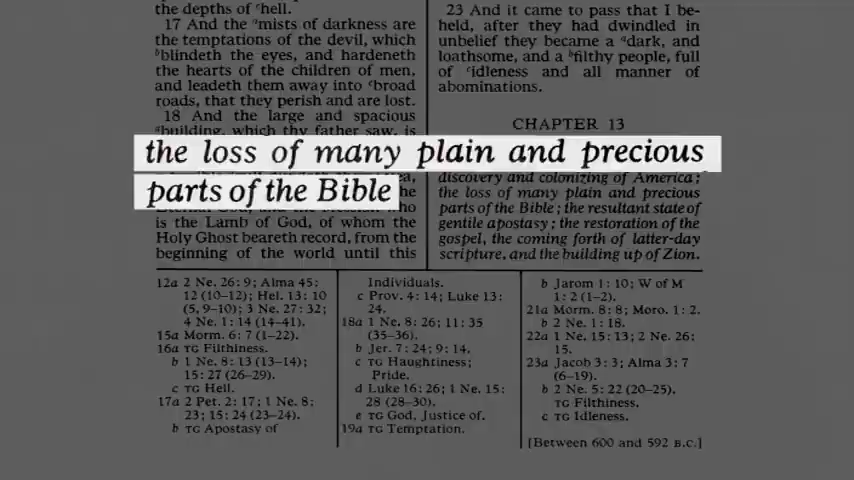 the depths of ᶜhell.
17 And the ᵃmists of darkness are
the temptations of the devil, which
ᵇblindeth the eyes, and hardeneth
the hearts of the children of men,
and leadeth them away into ᶜbroad
roads, that they perish and are lost.
18 And the large and spacious
ᵃbuilding, which thy father saw, is
the
who
is the Lamb of God, of whom the
Holy Ghost beareth record, from the
beginning of the world until this
23 And it came to pass that I be-
held, after they had dwindled in
unbelief they became a ᵃdark, and
loathsome, and a ᵇfilthy people, full
of ᶜidleness and all manner of
abominations.
CHAPTER 13
the loss of many plain and precious
parts of the Bible
discovery and colonizing of America;
the loss of many plain and precious
parts of the Bible; the resultant state of
gentile apostasy; the restoration of the
gospel, the coming forth of latter-day
scripture, and the building up of Zion.
12a 2 Ne. 26:9; Alma 45:
12 (10–12); Hel. 13:10
(5, 9–10); 3 Ne. 27:32;
4 Ne. 1:14 (14–41).
15a Morm. 6:7 (1–22).
16a TG Filthiness.
b 1 Ne. 8:13 (13–14);
15:27 (26–29).
c TG Hell.
17a 2 Pet. 2:17; 1 Ne. 8:
23; 15:24 (23–24).
b TG Apostasy of
Individuals.
c Prov. 4:14; Luke 13:
24.
18a 1 Ne. 8:26; 11:35
(35–36).
b Jer. 7:24; 9:14.
c TG Haughtiness;
Pride.
d Luke 16:26; 1 Ne. 15:
28 (28–30).
e TG God, Justice of.
19a TG Temptation.
b Jarom 1:10; W of M
1:2 (1–2).
21a Morm. 8:8; Moro. 1:2.
b 2 Ne. 1:18.
22a 1 Ne. 15:13; 2 Ne. 26:
15.
23a Jacob 3:3; Alma 3:7
(6–19).
b 2 Ne. 5:22 (20–25).
TG Filthiness.
c TG Idleness.
[Between 600 and 592 B.C.]